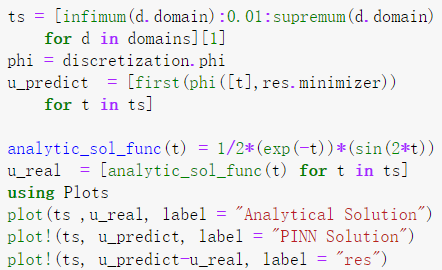 ts = [infimum(d.domain):0.01:supremum(d.domain)
for d in domains][1]
phi = discretization.phi
u_predict = [first(phi([t],res.minimizer))
for t in ts]
analytic_sol_func(t) = 1/2*(exp(-t))*(sin(2*t))
u_real = [analytic_sol_func(t) for t in ts]
using Plots
plot(ts ,u_real, label = "Analytical Solution")
plot!(ts, u_predict, label = "PINN Solution")
plot!(ts, u_predict-u_real, label = "res")